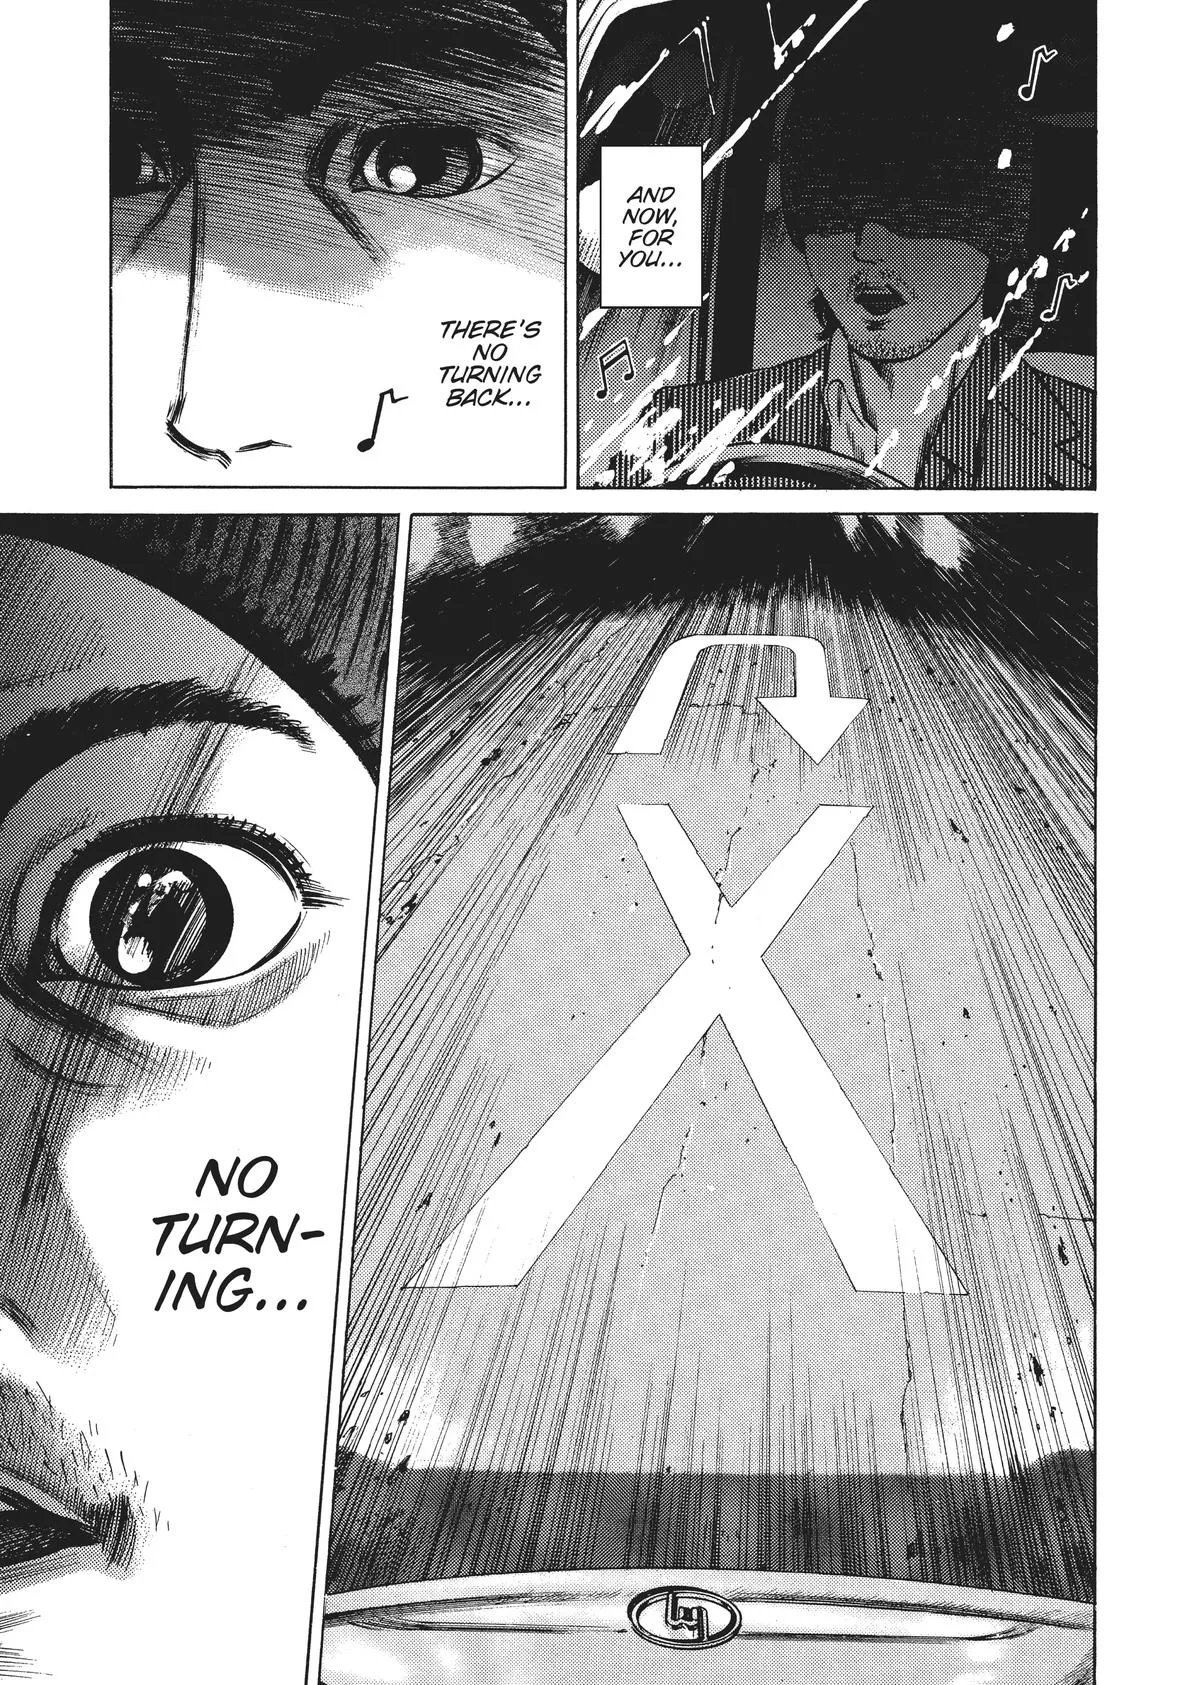 AND
NOW,
FOR
YOU...
THERE'S
NO
TURNING
BACK...
NO
TURN-
ING...